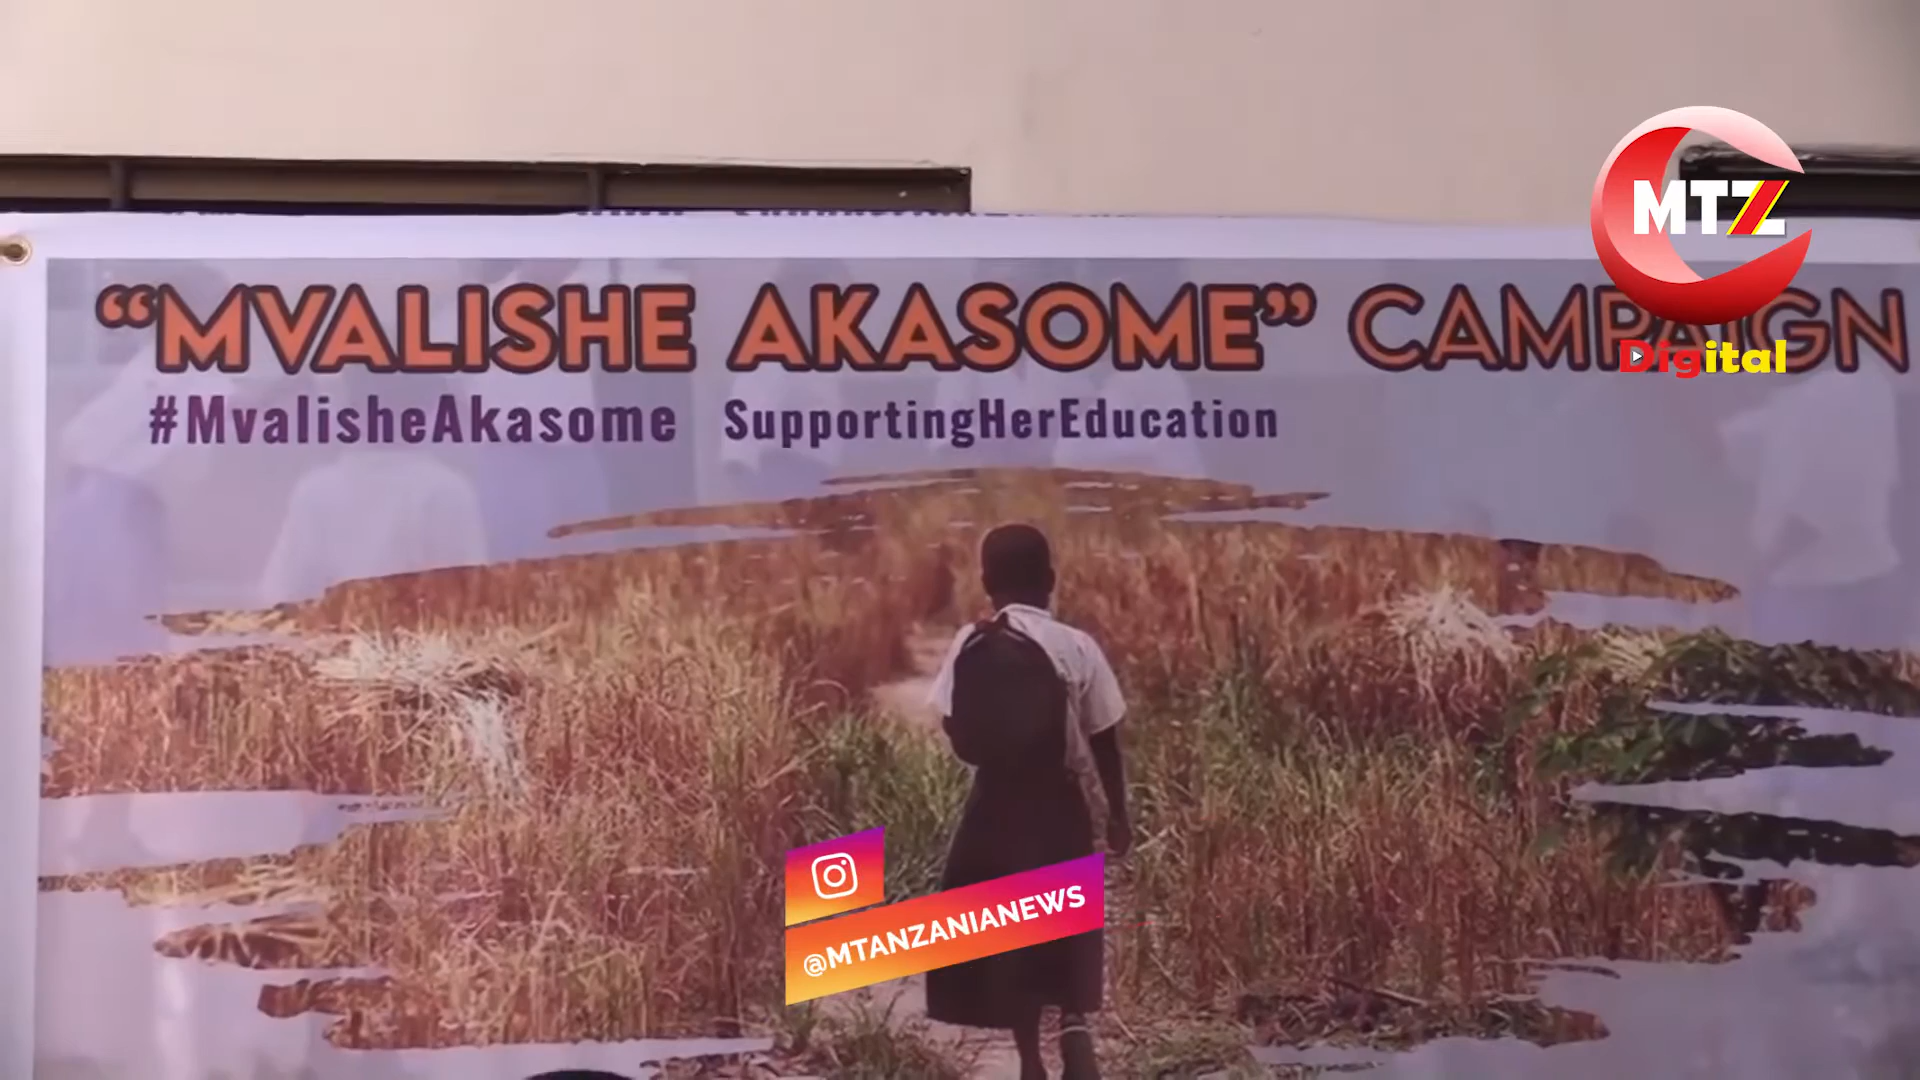 MTZ
"MVALISHE AKASOME" CAMPAIGN
Digital
#MvalisheAkasome SupportingHerEducation
@MTANZANIANEWS